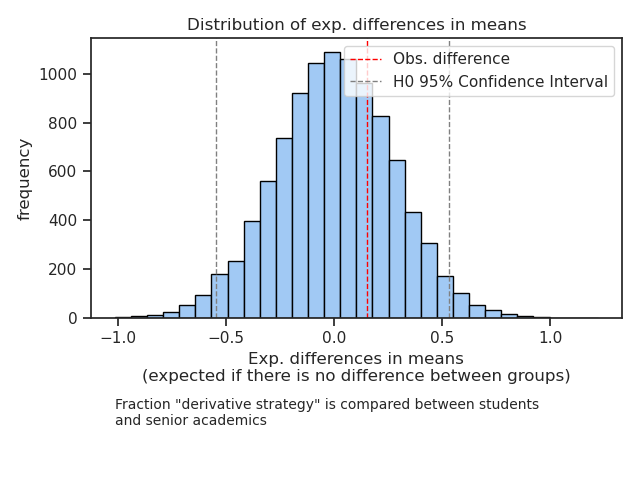 Distribution of exp. differences in means
Obs. difference
H0 95% Confidence Interval
frequency
1000
800
600
400
200
0
−1.0 −0.5 0.0 0.5 1.0
Exp. differences in means
(expected if there is no difference between groups)
Fraction "derivative strategy" is compared between students
and senior academics